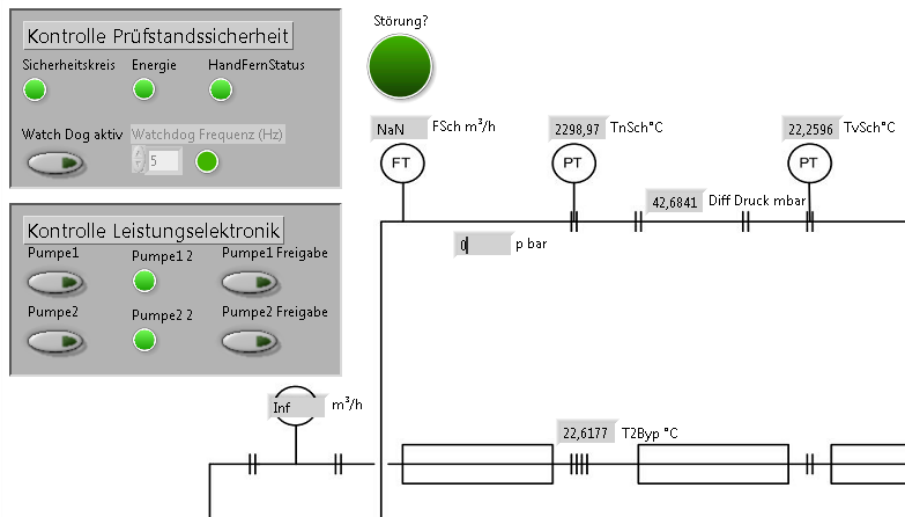 Kontrolle Prüfstandssicherheit
Sicherheitskreis Energie HandFernStatus
Watch Dog aktiv Watchdog Frequenz (Hz)
5
Störung?
NaN FSch m³/h 2298,97 TnSch°C 22,2596 TvSch°C
FT PT PT
42,6841 Diff Druck mbar
0 p bar
Kontrolle Leistungselektronik
Pumpe1 Pumpe1 2 Pumpe1 Freigabe
Pumpe2 Pumpe2 2 Pumpe2 Freigabe
Inf m³/h
22,6177 T2Byp °C